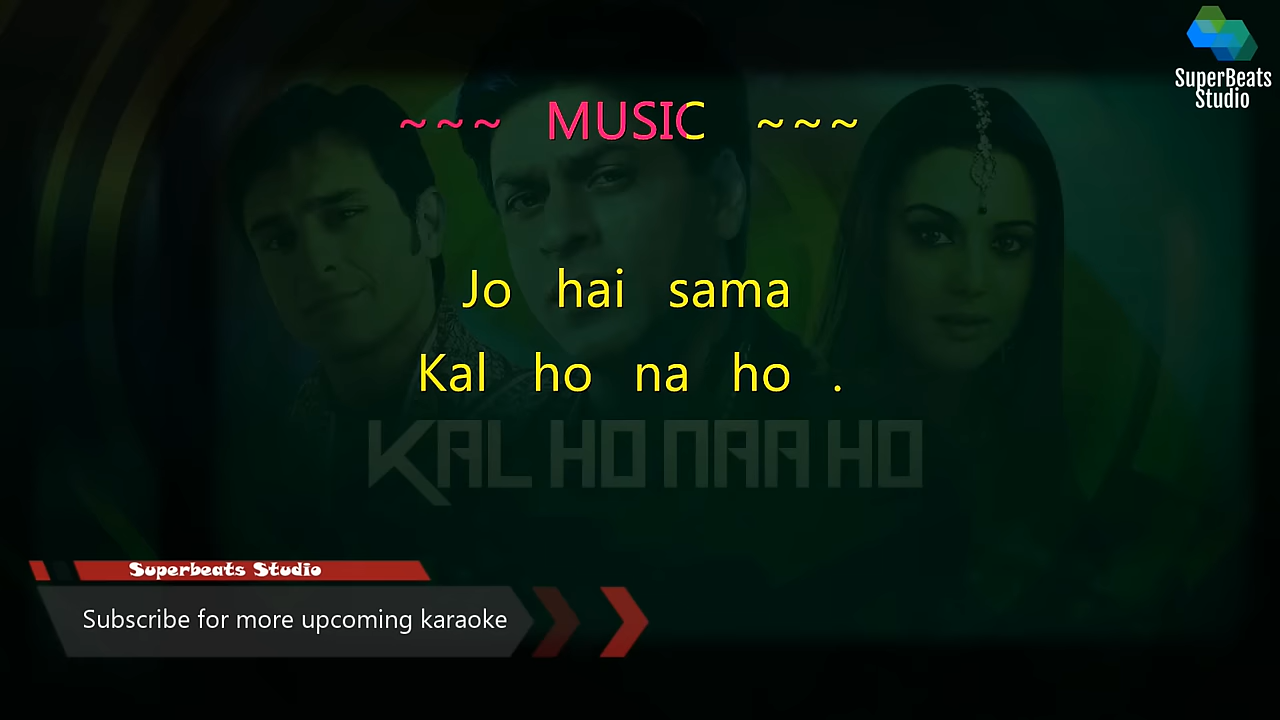 SuperBeats
Studio
~~~ MUSIC ~~~
Jo hai sama
Kal ho na ho .
KAL HO NAA HO
Superbeats Studio
Subscribe for more upcoming karaoke